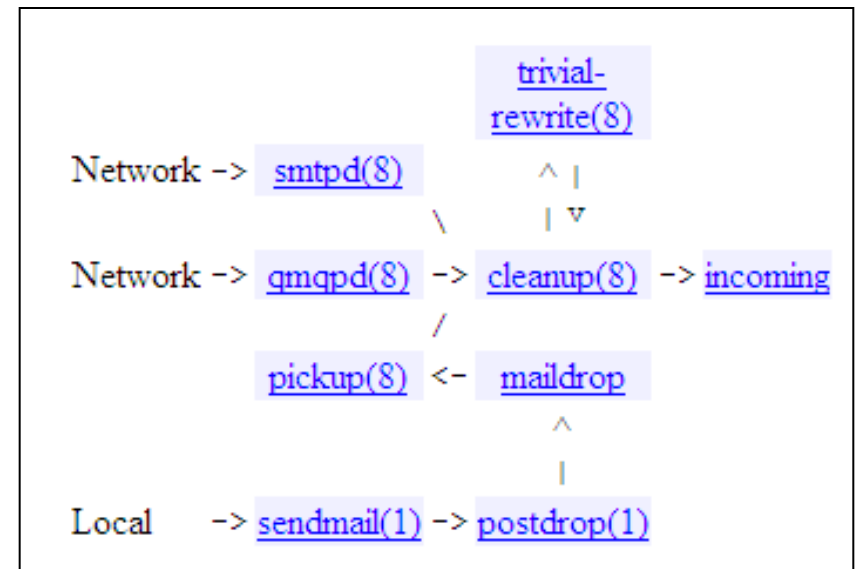 trivial-
rewrite(8)
Network -> smtpd(8) ^ |
\ | v
Network -> qmqpd(8) -> cleanup(8) -> incoming
/
pickup(8) <- maildrop
^
|
Local -> sendmail(1) -> postdrop(1)